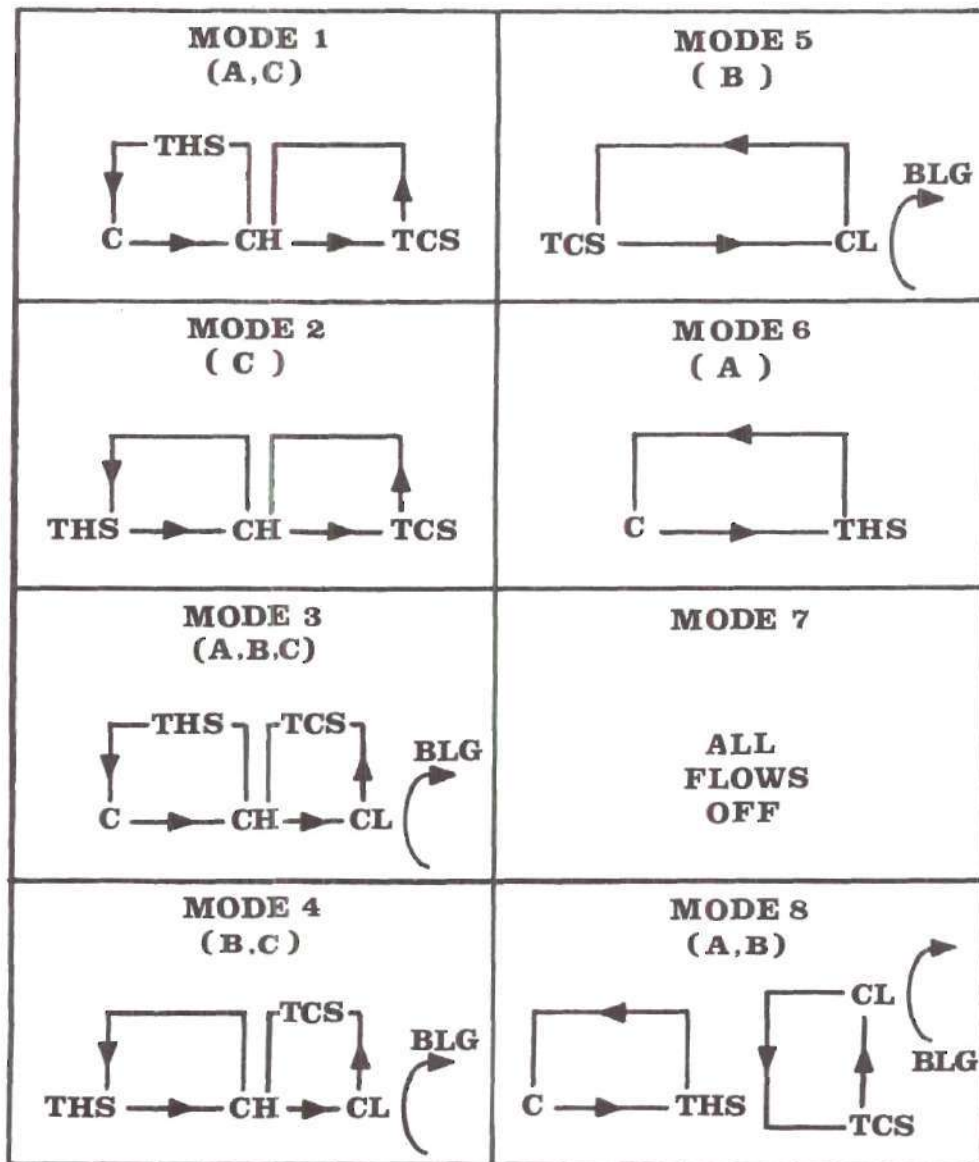 MODE 1
(A,C)
THS
C CH TCS
MODE 5
( B )
BLG
TCS CL
MODE 2
( C )
THS CH TCS
MODE 6
( A )
C THS
MODE 3
(A,B,C)
THS TCS
BLG
C CH CL
MODE 7
ALL
FLOWS
OFF
MODE 4
(B,C)
TCS
BLG
THS CH CL
MODE 8
(A,B)
CL
BLG
C THS
TCS